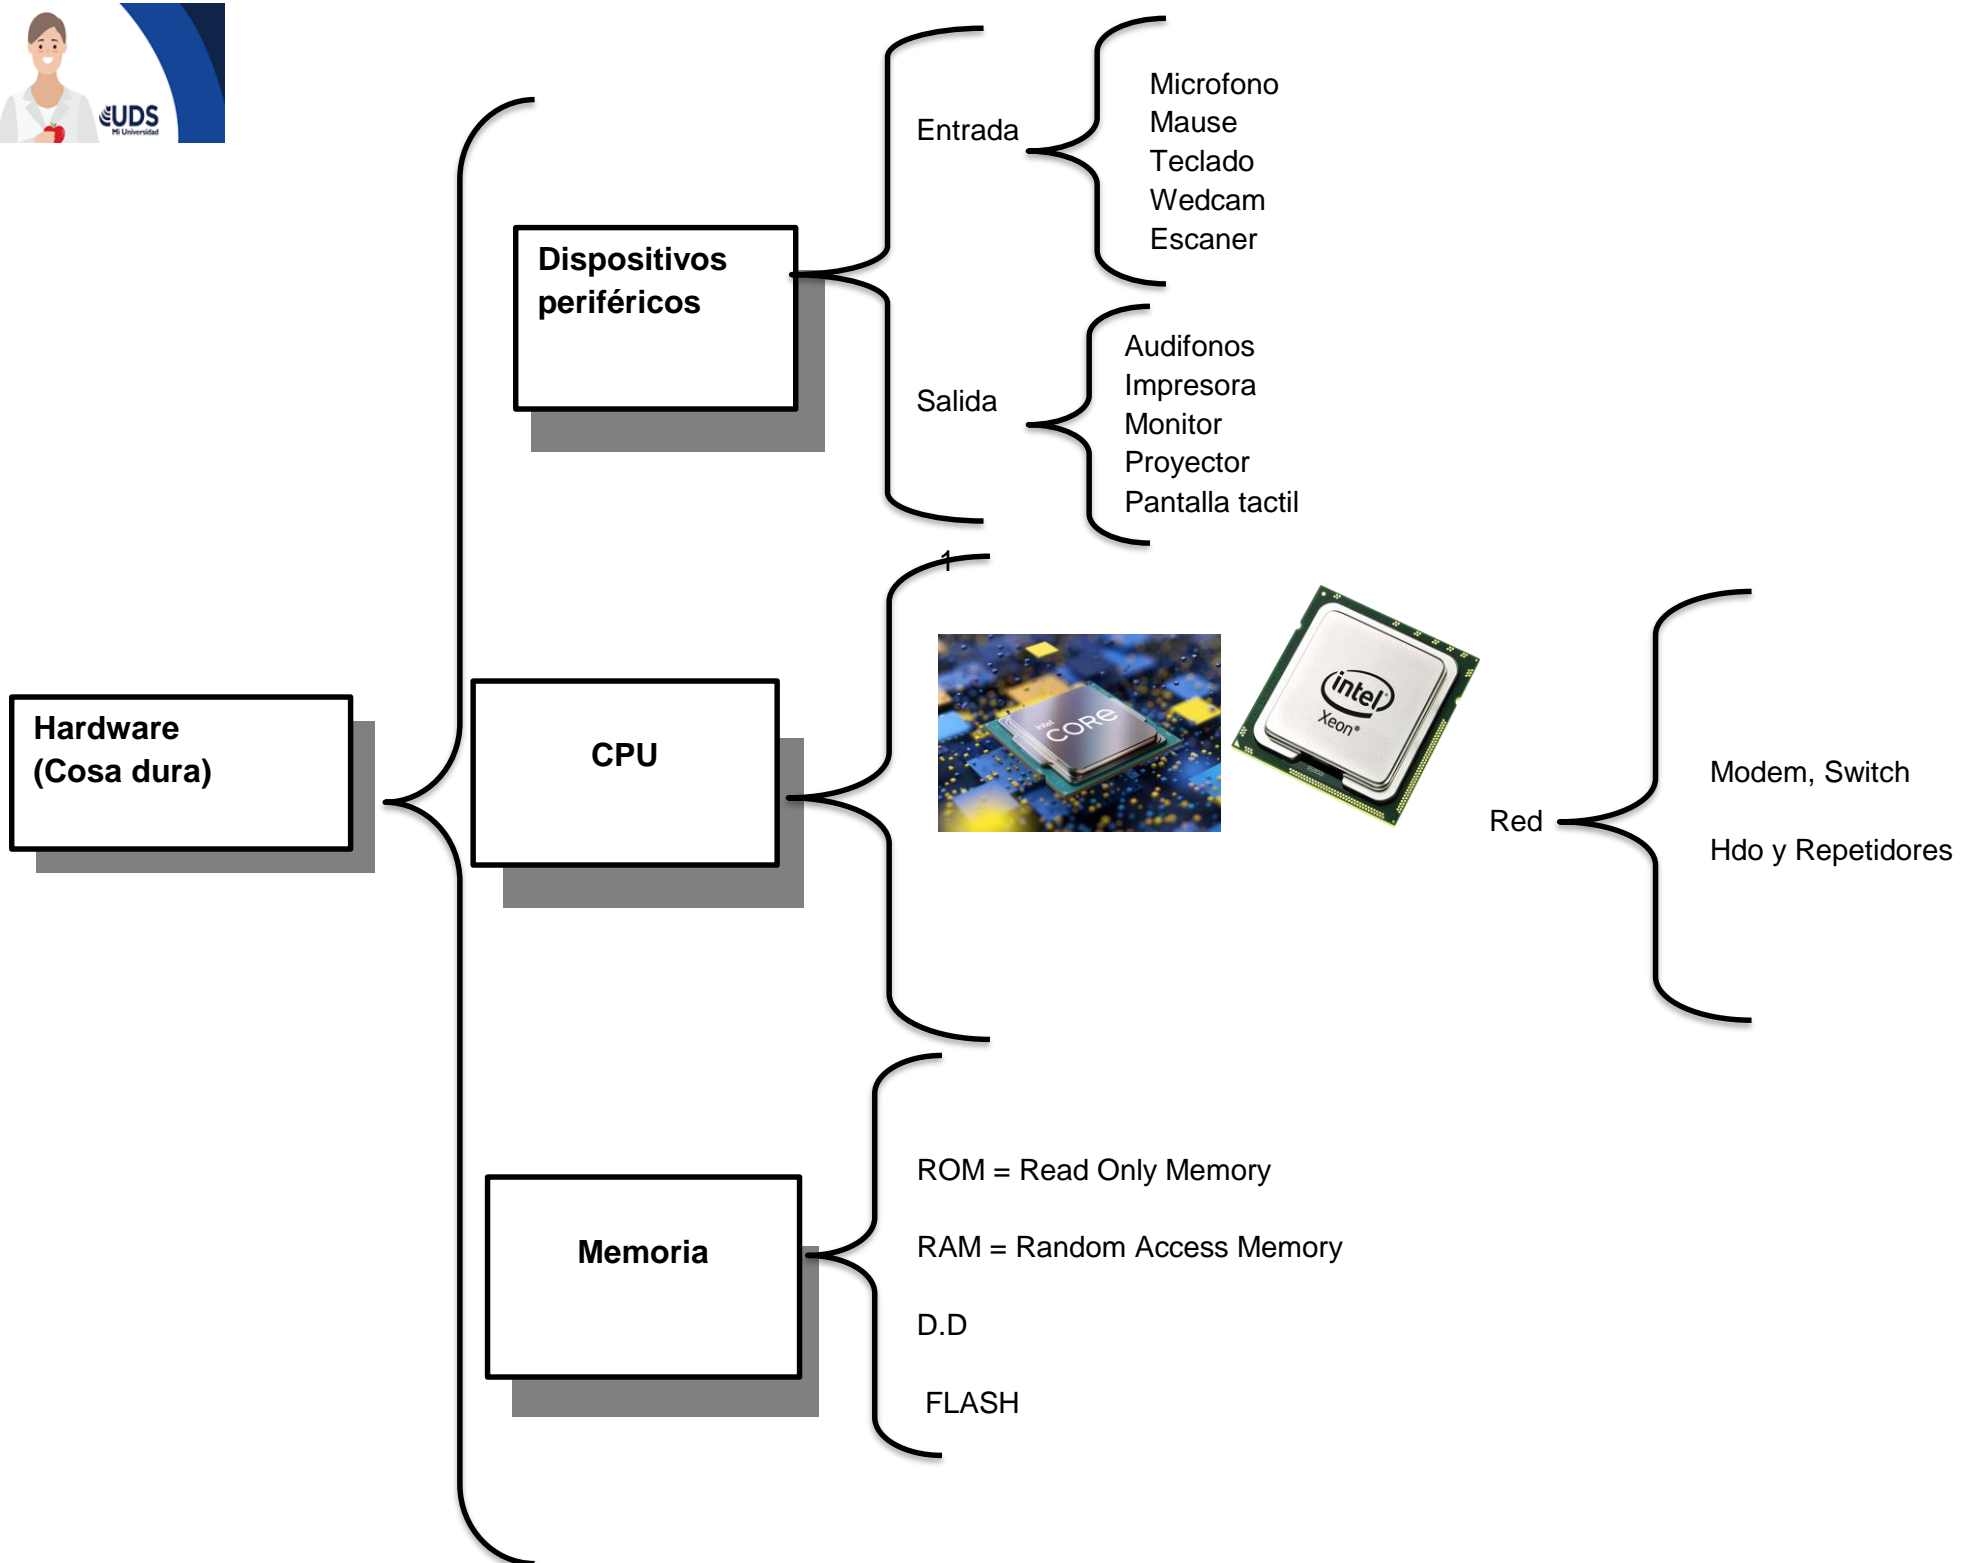 UDS
Mi Universidad
Entrada
Microfono
Mause
Teclado
Wedcam
Escaner
Dispositivos
periféricos
Salida
Audifonos
Impresora
Monitor
Proyector
Pantalla tactil
1
Hardware
(Cosa dura)
CPU
intel
CORE
intel
Xeon®
Red
Modem, Switch
Hdo y Repetidores
Memoria
ROM = Read Only Memory
RAM = Random Access Memory
D.D
FLASH